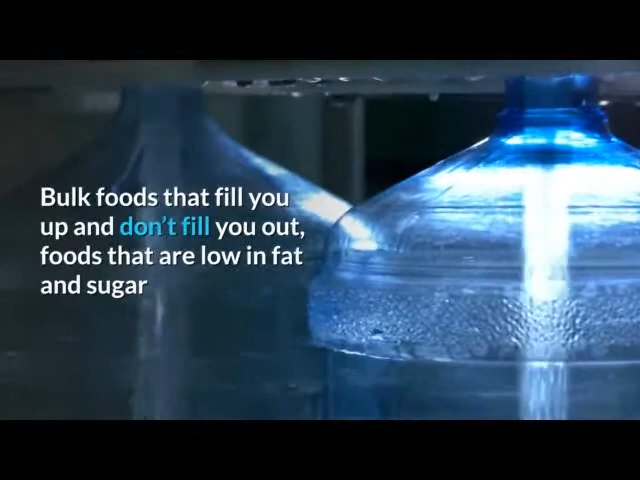 Bulk foods that fill you
up and don't fill you out,
foods that are low in fat
and sugar